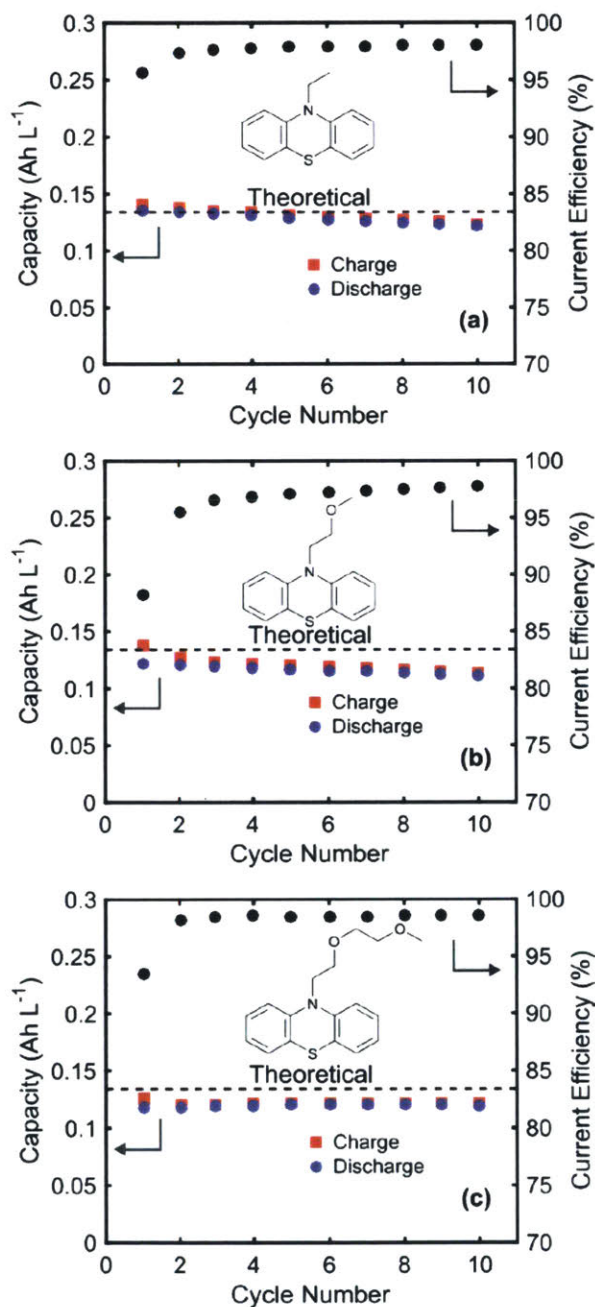 0.3
0.25
0.2
0.15
0.1
0.05
0
Capacity (Ah L⁻¹)
100
95
90
85
80
75
70
Current Efficiency (%)
N
S
Theoretical
Charge
Discharge
(a)
0 2 4 6 8 10
Cycle Number
0.3
0.25
0.2
0.15
0.1
0.05
0
Capacity (Ah L⁻¹)
100
95
90
85
80
75
70
Current Efficiency (%)
O
N
S
Theoretical
Charge
Discharge
(b)
0 2 4 6 8 10
Cycle Number
0.3
0.25
0.2
0.15
0.1
0.05
0
Capacity (Ah L⁻¹)
100
95
90
85
80
75
70
Current Efficiency (%)
O
O
N
S
Theoretical
Charge
Discharge
(c)
0 2 4 6 8 10
Cycle Number